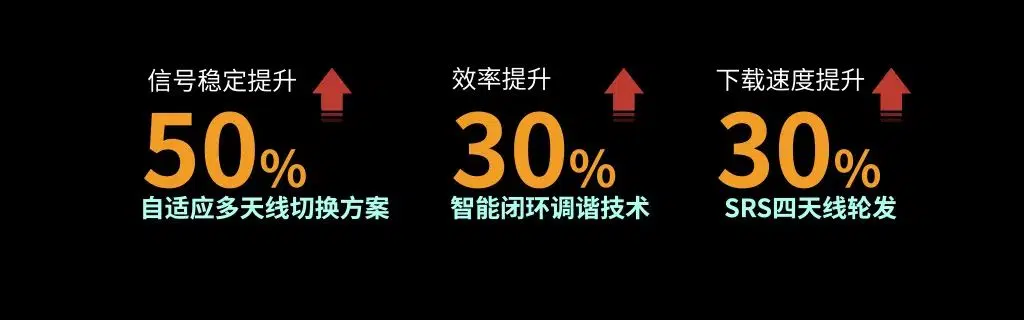 信号稳定提升
50%
自适应多天线切换方案
效率提升
30%
智能闭环调谐技术
下载速度提升
30%
SRS四天线轮发